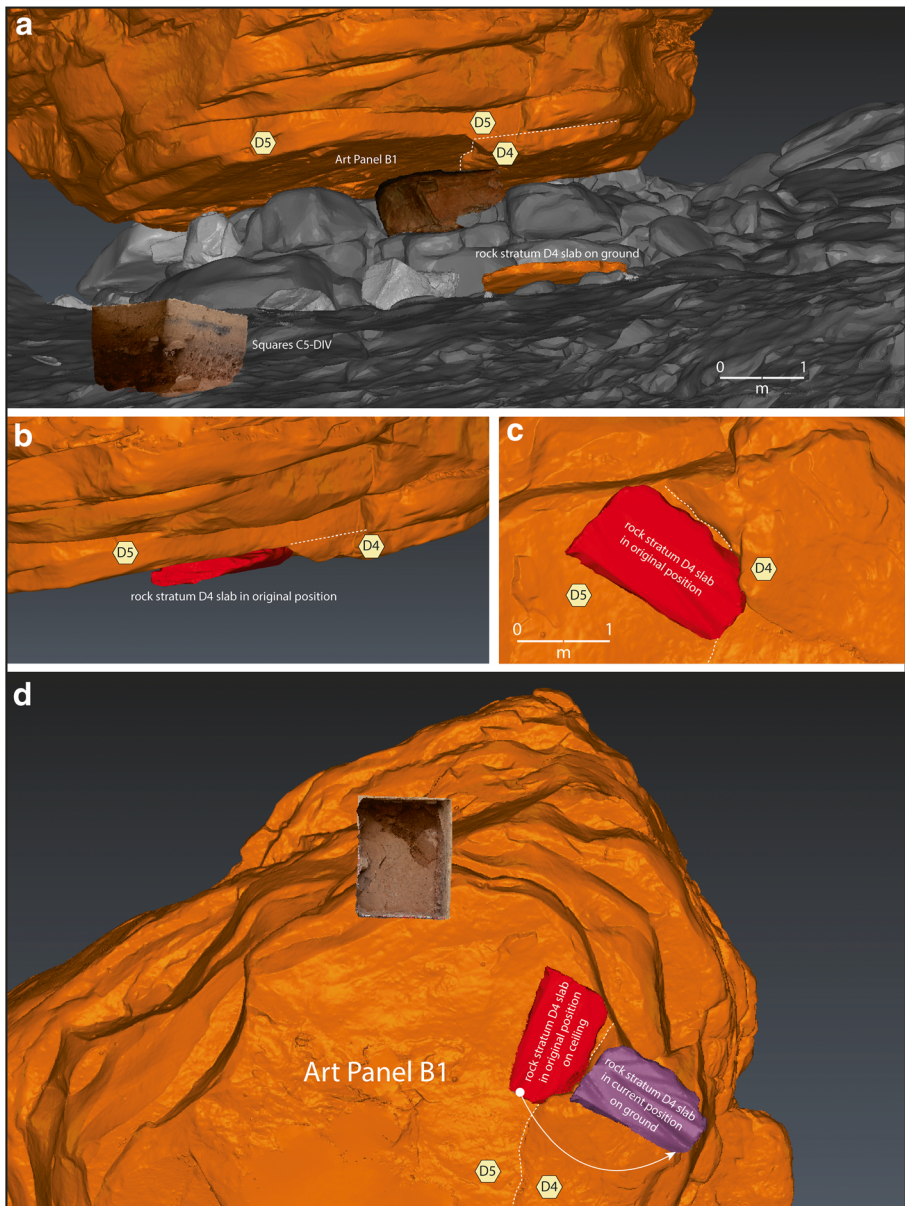 a
D5
D5
Art Panel B1
D4
rock stratum D4 slab on ground
Squares C5-DIV
0 1
m
b
D5
D4
rock stratum D4 slab in original position
c
rock stratum D4 slab
in original position
D4
D5
0 1
m
d
rock stratum D4 slab
in original position
on ceiling
rock stratum D4 slab
in current position
on ground
Art Panel B1
D5
D4